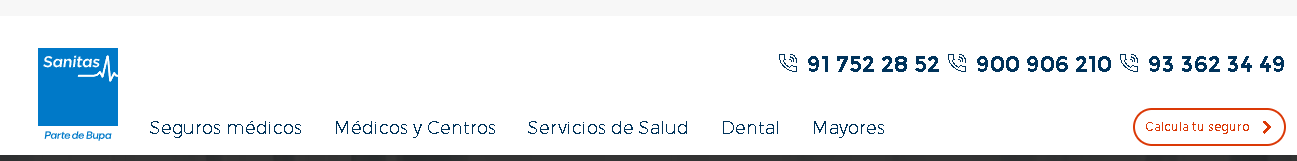 Sanitas
Parte de Bupa
91 752 28 52 900 906 210 93 362 34 49
Seguros médicos Médicos y Centros Servicios de Salud Dental Mayores
Calcula tu seguro